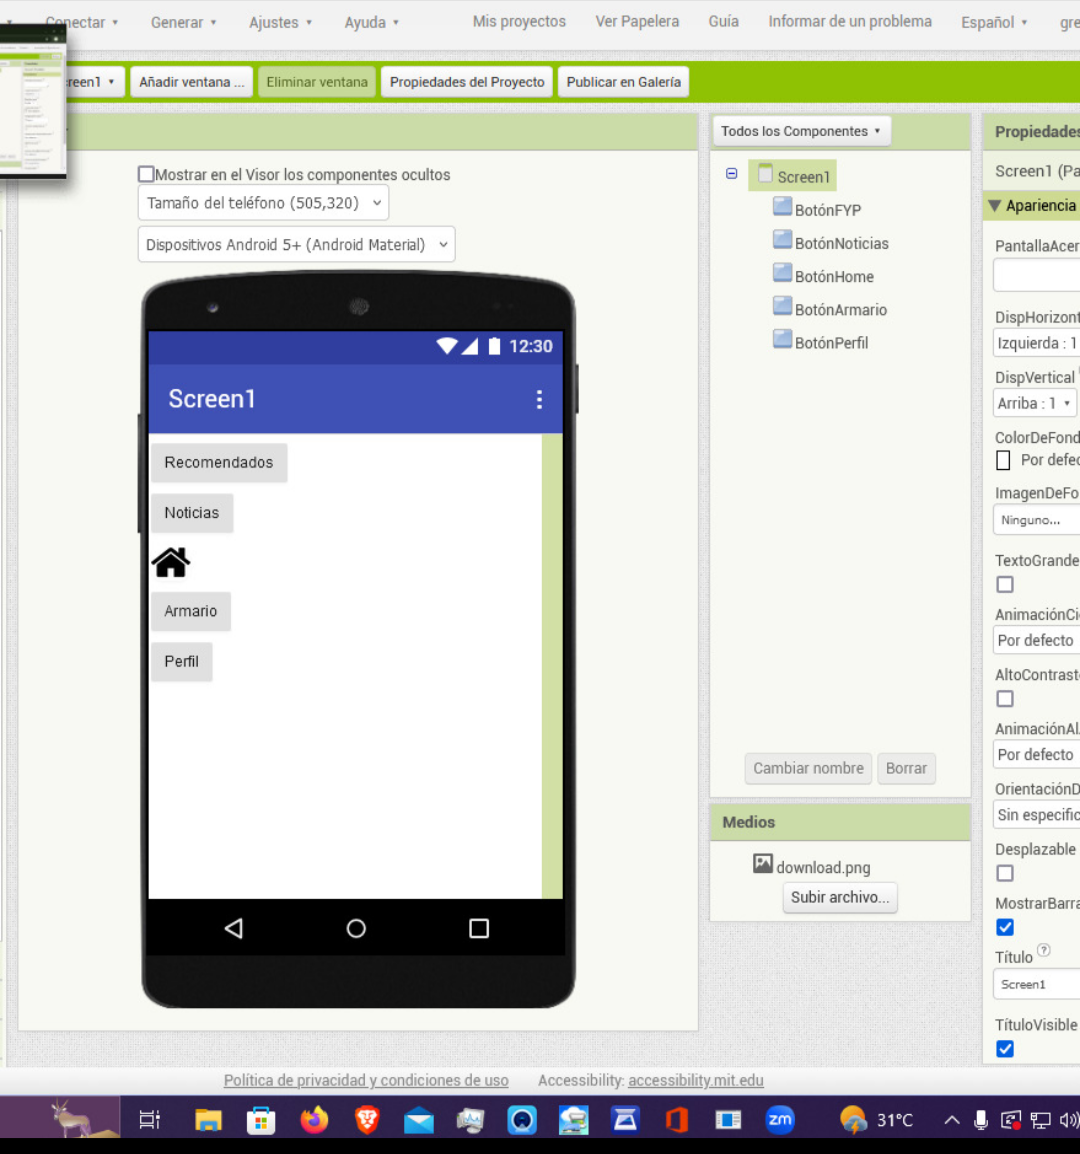 Conectar Generar Ajustes Ayuda Mis proyectos Ver Papelera Guía Informar de un problema Español gre
reen1 Añadir ventana ... Eliminar ventana Propiedades del Proyecto Publicar en Galería
Mostrar en el Visor los componentes ocultos
Tamaño del teléfono (505,320)
Dispositivos Android 5+ (Android Material)
12:30
Screen1
Recomendados
Noticias
Armario
Perfil
Todos los Componentes
Screen1
BotónFYP
BotónNoticias
BotónHome
BotónArmario
BotónPerfil
Cambiar nombre Borrar
Medios
download.png
Subir archivo...
Propiedades
Screen1 (Pa
Apariencia
PantallaAcer
DispHorizont
Izquierda : 1
DispVertical
Arriba : 1
ColorDeFond
Por defec
ImagenDeFo
Ninguno...
TextoGrande
AnimaciónCi
Por defecto
AltoContrast
AnimaciónAl
Por defecto
OrientaciónD
Sin especific
Desplazable
MostrarBarra
Título ?
Screen1
TítuloVisible
Política de privacidad y condiciones de uso Accessibility: accessibility.mit.edu
zm 31°C